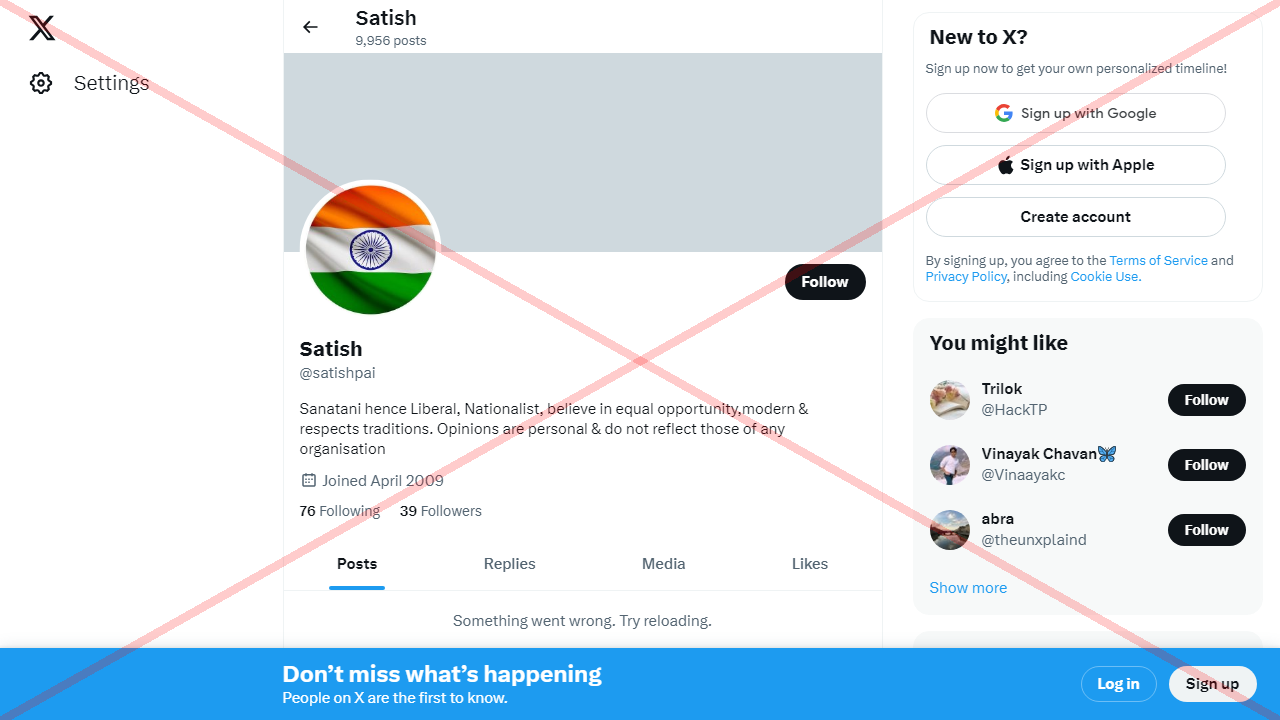 Settings
Satish
9,956 posts
Follow
Satish
@satishpai
Sanatani hence Liberal, Nationalist, believe in equal opportunity,modern &
respects traditions. Opinions are personal & do not reflect those of any
organisation
Joined April 2009
76 Following 39 Followers
Posts Replies Media Likes
Something went wrong. Try reloading.
New to X?
Sign up now to get your own personalized timeline!
Sign up with Google
Sign up with Apple
Create account
By signing up, you agree to the Terms of Service and
Privacy Policy, including Cookie Use.
You might like
Trilok
@HackTP
Follow
Vinayak Chavan🦋
@Vinaayakc
Follow
abra
@theunxplaind
Follow
Show more
Don’t miss what’s happening
People on X are the first to know.
Log in
Sign up